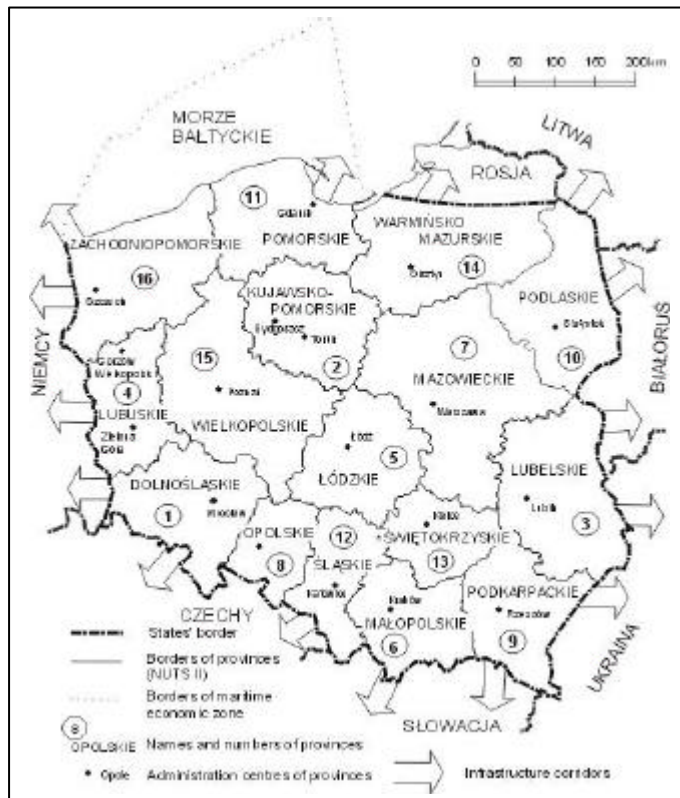 0 50 100 150 200km
MORZE
BAŁTYCKIE
LITWA
ROSJA
11
Gdańsk
POMORSKIE
WARMIŃSKO
MAZURSKIE
Olsztyn
14
ZACHODNIOPOMORSKIE
16
Szczecin
KUJAWSKO-
POMORSKIE
Bydgoszcz
Toruń
2
PODLASKIE
Białystok
10
NIEMCY
BIAŁORUŚ
Gorzów
Wielkopolski
4
LUBUSKIE
Zielona
Góra
15
Poznań
WIELKOPOLSKIE
7
MAZOWIECKIE
Warszawa
Łódź
5
ŁÓDZKIE
LUBELSKIE
Lublin
3
DOLNOŚLĄSKIE
1
Wrocław
OPOLSKIE
8
12
ŚLĄSKIE
Katowice
Kielce
ŚWIĘTOKRZYSKIE
13
Kraków
MAŁOPOLSKIE
6
PODKARPACKIE
Rzeszów
9
CZECHY
SŁOWACJA
UKRAINA
States' border
Borders of provinces
(NUTS II)
Borders of maritime
economic zone
8
OPOLSKIE Names and numbers of provinces
Opole Administration centres of provinces
Infrastructure corridors